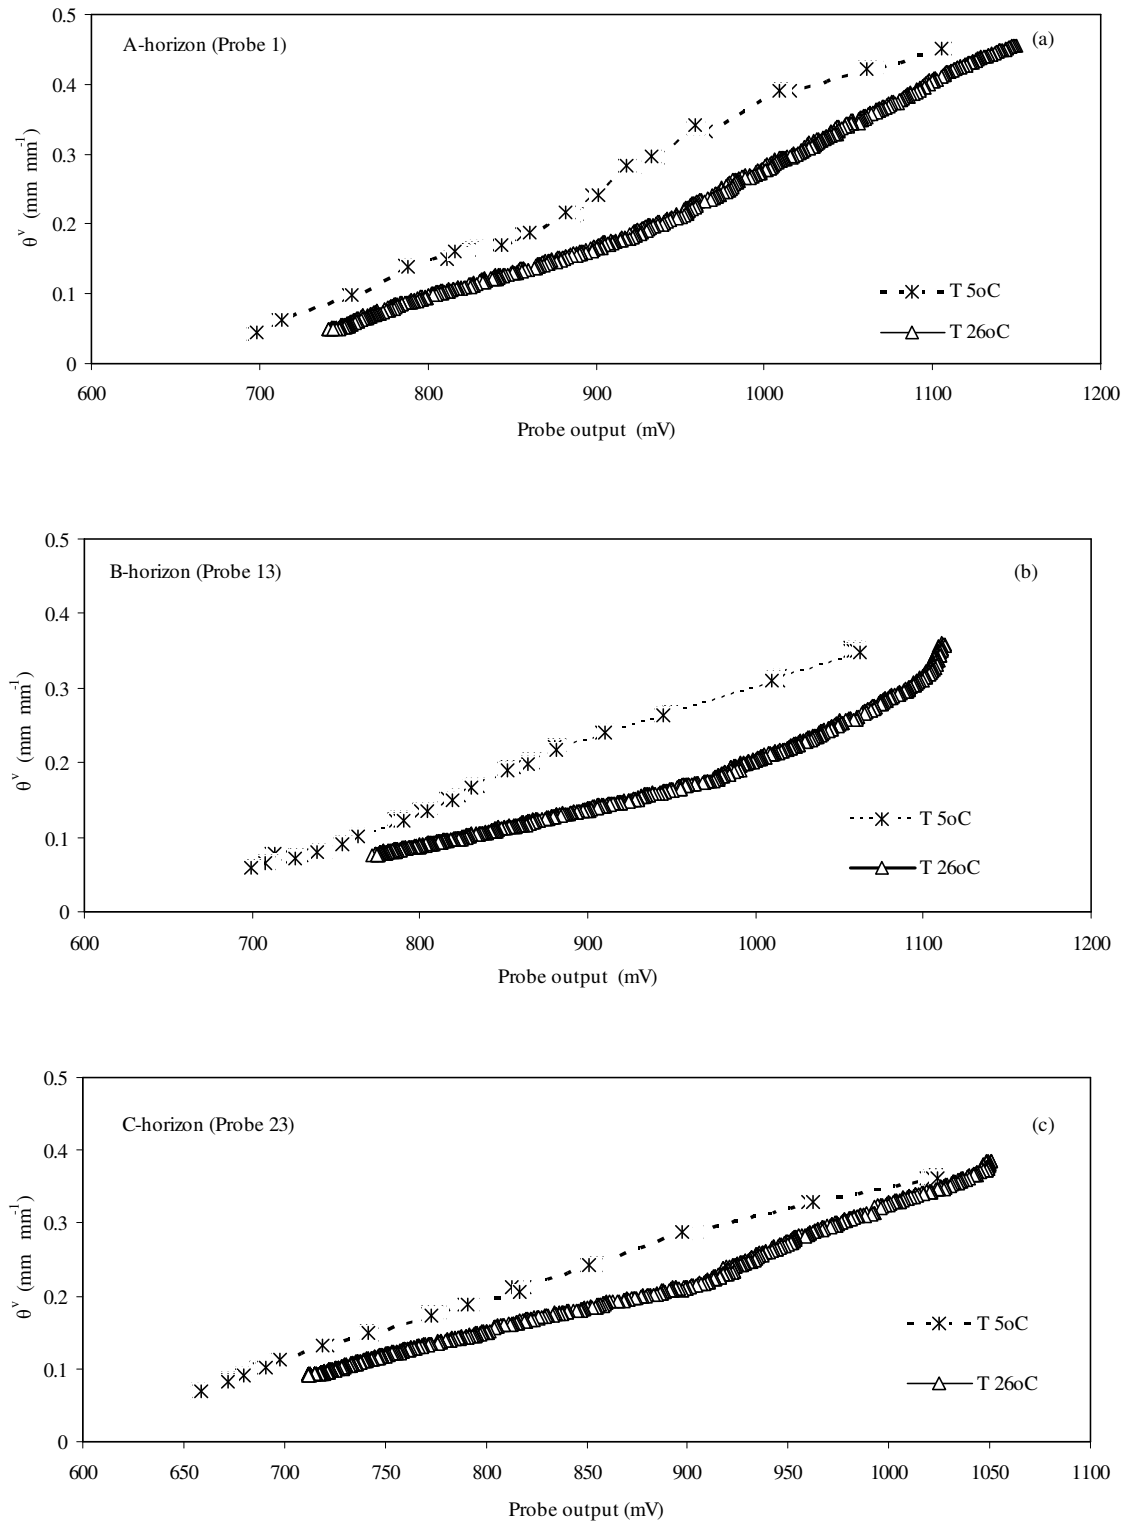 0.5
A-horizon (Probe 1)
(a)
0.4
0.3
0.2
0.1
0
θv (mm mm-1)
T 5oC
T 26oC
600 700 800 900 1000 1100 1200
Probe output (mV)
0.5
B-horizon (Probe 13)
(b)
0.4
0.3
0.2
0.1
0
θv (mm mm-1)
T 5oC
T 26oC
600 700 800 900 1000 1100 1200
Probe output (mV)
0.5
C-horizon (Probe 23)
(c)
0.4
0.3
0.2
0.1
0
θv (mm mm-1)
T 5oC
T 26oC
600 650 700 750 800 850 900 950 1000 1050 1100
Probe output (mV)